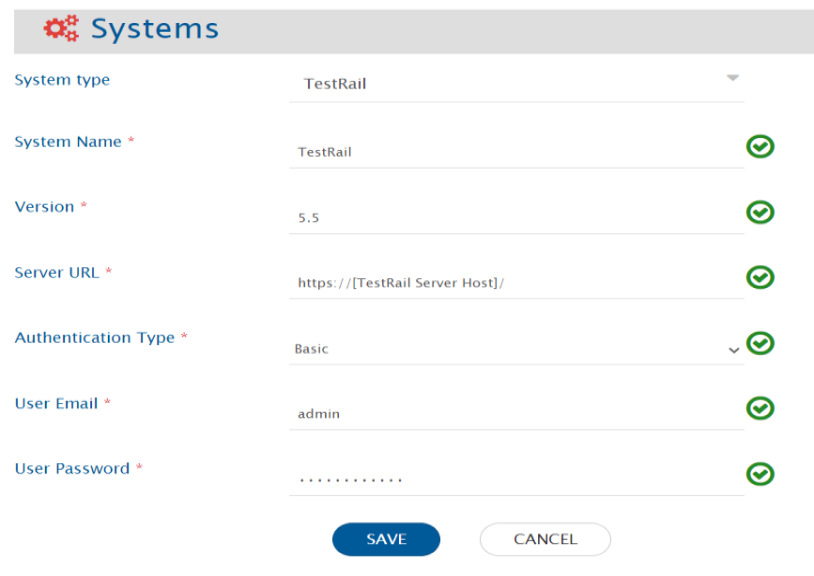 Systems
System type TestRail
System Name * TestRail
Version * 5.5
Server URL * https://[TestRail Server Host]/
Authentication Type * Basic
User Email * admin
User Password * ............
SAVE CANCEL